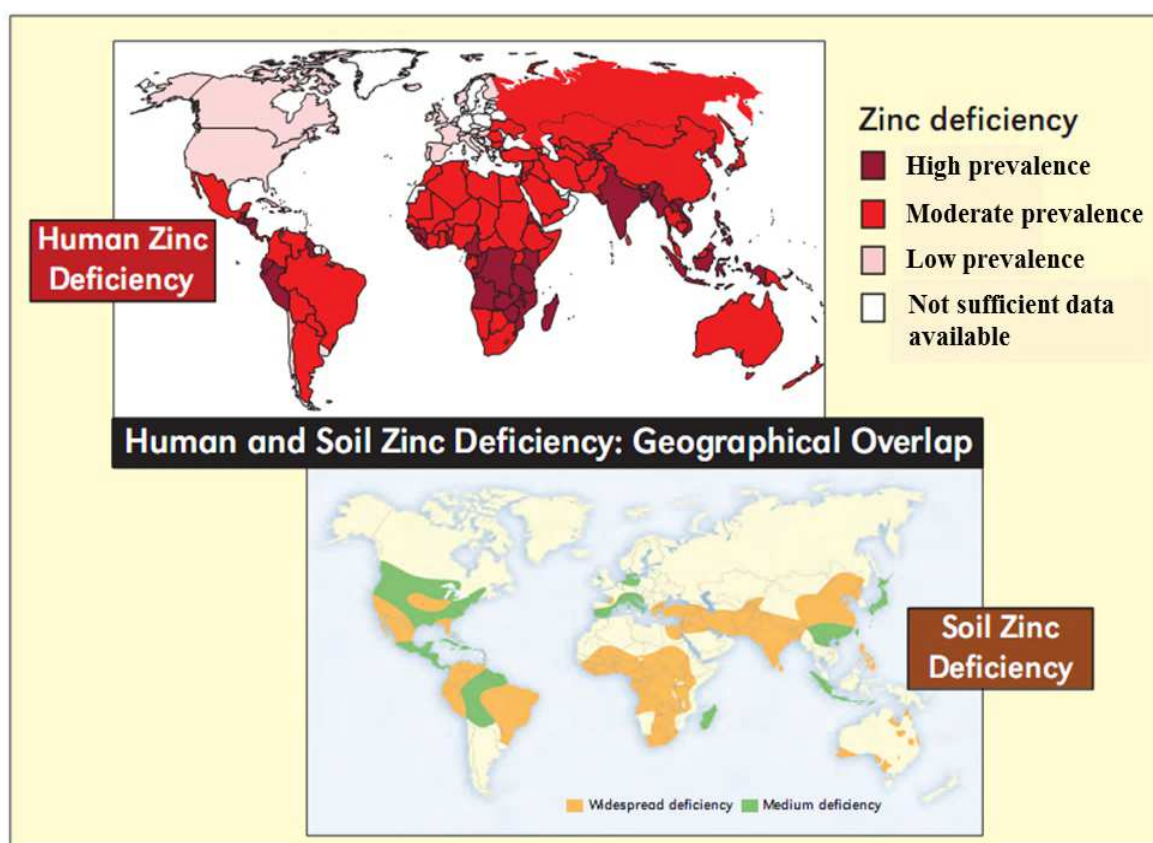 Zinc deficiency
High prevalence
Moderate prevalence
Low prevalence
Not sufficient data
available
Human Zinc
Deficiency
Human and Soil Zinc Deficiency: Geographical Overlap
Soil Zinc
Deficiency
Widespread deficiency
Medium deficiency